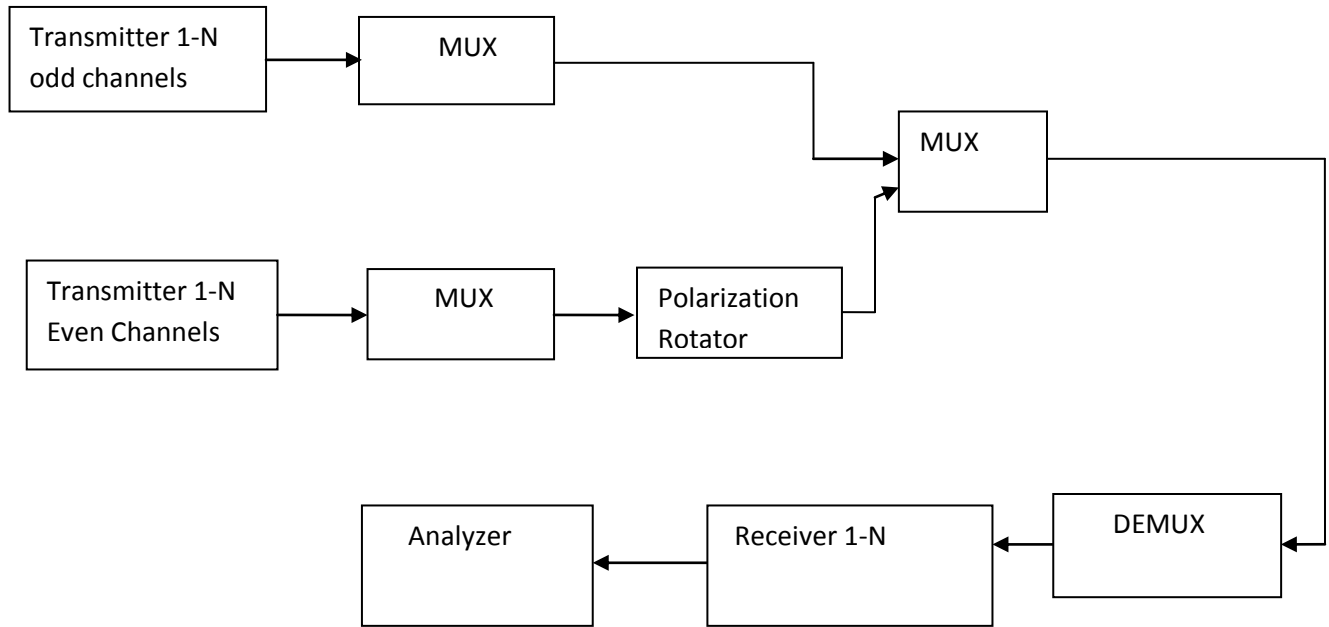 Transmitter 1-N
odd channels
MUX
MUX
Transmitter 1-N
Even Channels
MUX
Polarization
Rotator
Analyzer
Receiver 1-N
DEMUX